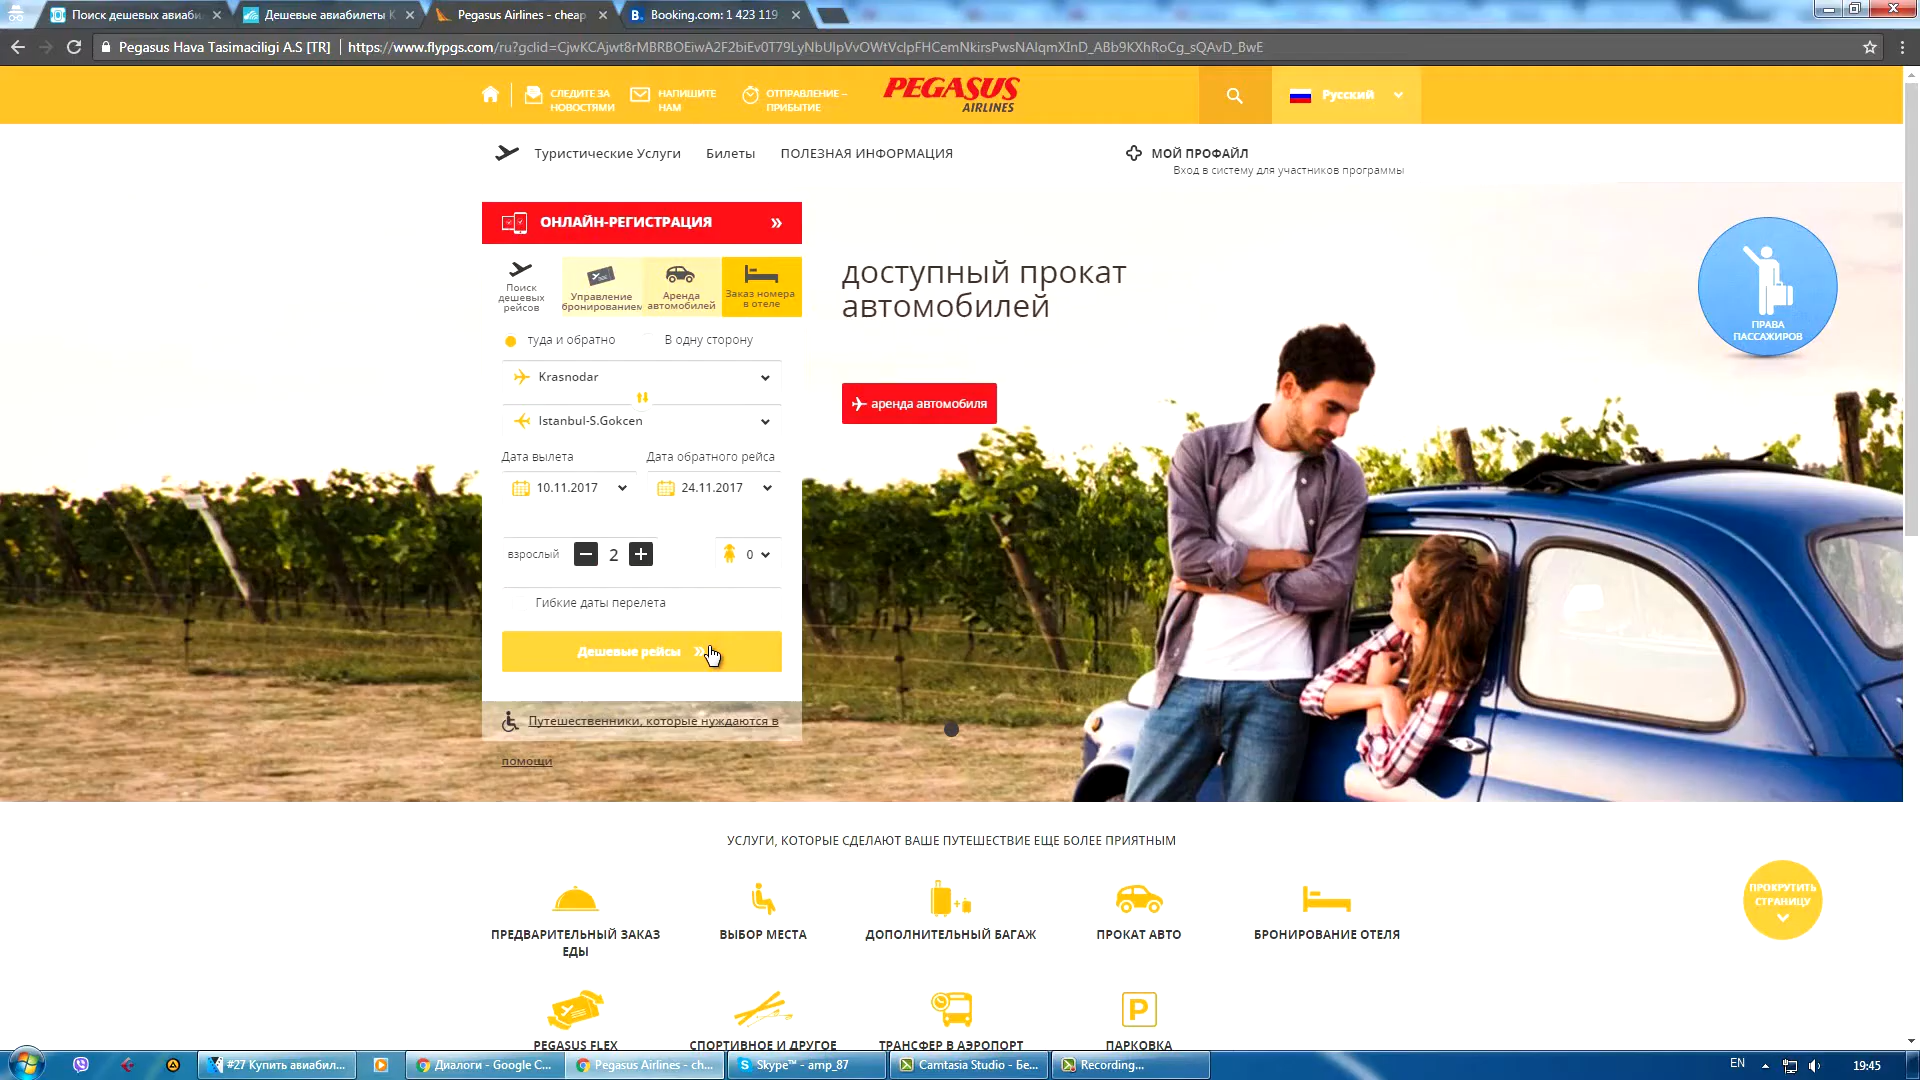 Поиск дешевых авиаби
Дешевые авиабилеты К
Pegasus Airlines - cheap
Booking.com: 1 423 119
Pegasus Hava Tasimaciligi A.S [TR]
https://www.flypgs.com/ru?gclid=CjwKCAjwt8rMBRBOEiwA2F2biEv0T79LyNbUlpVvOWtVclpFHCemNkirsPwsNAlqmXInD_ABb9KXhRoCg_sQAvD_BwE
СЛЕДИТЕ ЗА
НОВОСТЯМИ
НАПИШИТЕ
НАМ
ОТПРАВЛЕНИЕ –
ПРИБЫТИЕ
PEGASUS
AIRLINES
Русский
Туристические Услуги
Билеты
ПОЛЕЗНАЯ ИНФОРМАЦИЯ
МОЙ ПРОФАЙЛ
Вход в систему для участников программы
ОНЛАЙН-РЕГИСТРАЦИЯ
Поиск
дешевых
рейсов
Управление
бронированием
Аренда
автомобилей
Заказ номера
в отеле
туда и обратно
В одну сторону
Krasnodar
Istanbul-S.Gokcen
Дата вылета
Дата обратного рейса
10.11.2017
24.11.2017
взрослый
2
0
Гибкие даты перелета
Дешевые рейсы
Путешественники, которые нуждаются в
помощи
доступный прокат
автомобилей
аренда автомобиля
ПРАВА
ПАССАЖИРОВ
УСЛУГИ, КОТОРЫЕ СДЕЛАЮТ ВАШЕ ПУТЕШЕСТВИЕ ЕЩЕ БОЛЕЕ ПРИЯТНЫМ
ПРЕДВАРИТЕЛЬНЫЙ ЗАКАЗ
ЕДЫ
ВЫБОР МЕСТА
ДОПОЛНИТЕЛЬНЫЙ БАГАЖ
ПРОКАТ АВТО
БРОНИРОВАНИЕ ОТЕЛЯ
ПРОКРУТИТЬ
СТРАНИЦУ
PEGASUS FLEX
СПОРТИВНОЕ И ДРУГОЕ
ТРАНСФЕР В АЭРОПОРТ
P
ПАРКОВКА
#27 Купить авиабил...
Диалоги - Google C...
Pegasus Airlines - ch...
Skype™ - amp_87
Camtasia Studio - Бе...
Recording...
EN
19:45